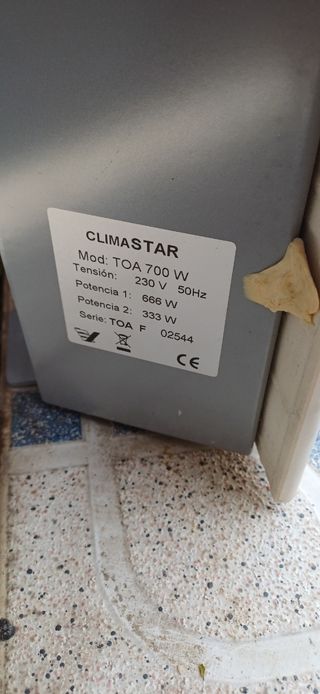 CLIMASTAR
Mod: TOA 700 W
Tensión: 230 V 50Hz
Potencia 1: 666 W
Potencia 2: 333 W
Serie: TOA F 02544
CE